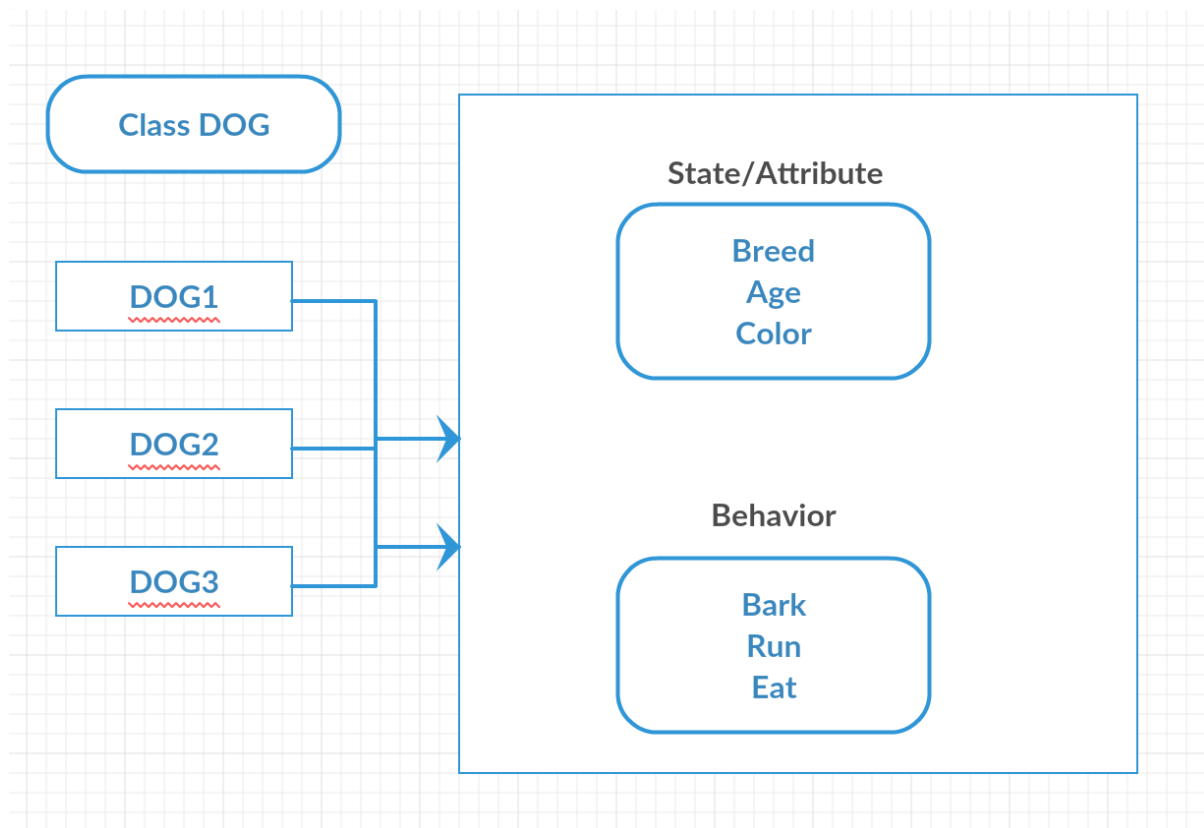 Class DOG
DOG1
DOG2
DOG3
State/Attribute
Breed
Age
Color
Behavior
Bark
Run
Eat